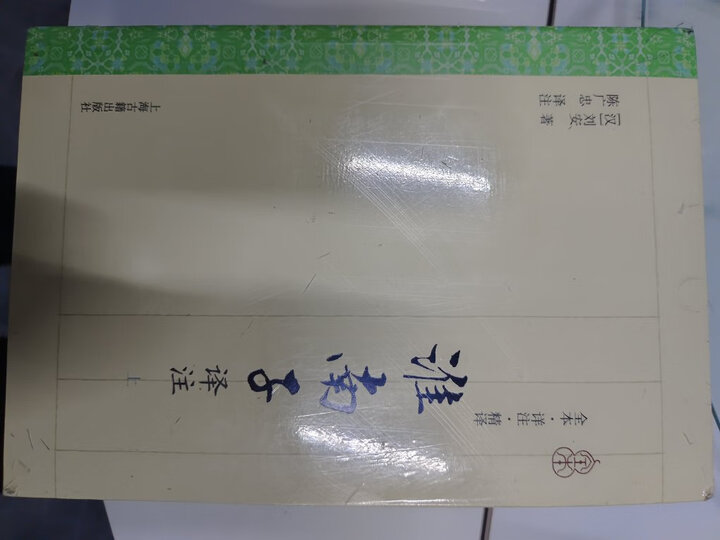 全本·详注·精译
淮南子译注 上
[汉]刘安 著
陈广忠 译注
上海古籍出版社